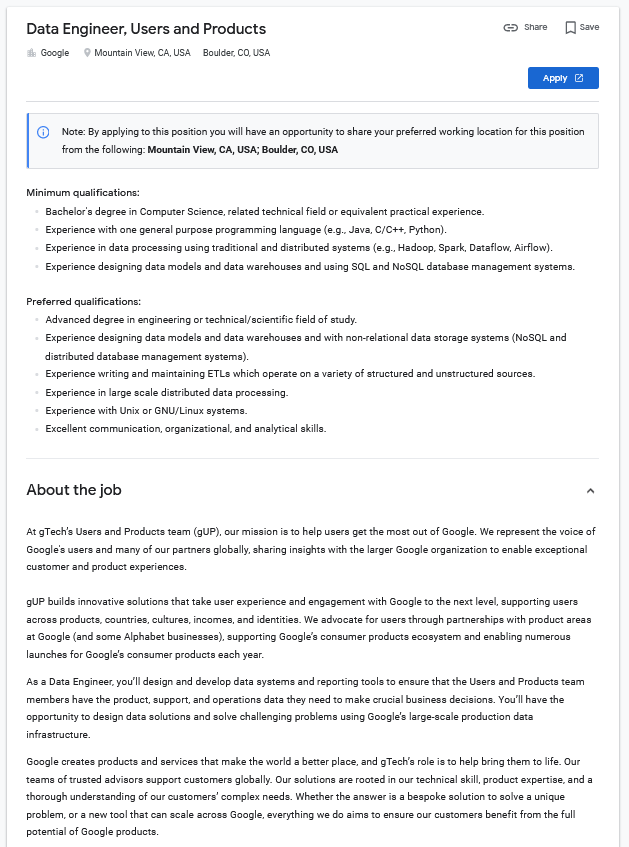 Data Engineer, Users and Products
Share
Save
Google
Mountain View, CA, USA
Boulder, CO, USA
Apply
Note: By applying to this position you will have an opportunity to share your preferred working location for this position
from the following: Mountain View, CA, USA; Boulder, CO, USA
Minimum qualifications:
Bachelor's degree in Computer Science, related technical field or equivalent practical experience.
Experience with one general purpose programming language (e.g., Java, C/C++, Python).
Experience in data processing using traditional and distributed systems (e.g., Hadoop, Spark, Dataflow, Airflow).
Experience designing data models and data warehouses and using SQL and NoSQL database management systems.
Preferred qualifications:
Advanced degree in engineering or technical/scientific field of study.
Experience designing data models and data warehouses and with non-relational data storage systems (NoSQL and
distributed database management systems).
Experience writing and maintaining ETLs which operate on a variety of structured and unstructured sources.
Experience in large scale distributed data processing.
Experience with Unix or GNU/Linux systems.
Excellent communication, organizational, and analytical skills.
About the job
At gTech's Users and Products team (gUP), our mission is to help users get the most out of Google. We represent the voice of
Google's users and many of our partners globally, sharing insights with the larger Google organization to enable exceptional
customer and product experiences.
gUP builds innovative solutions that take user experience and engagement with Google to the next level, supporting users
across products, countries, cultures, incomes, and identities. We advocate for users through partnerships with product areas
at Google (and some Alphabet businesses), supporting Google's consumer products ecosystem and enabling numerous
launches for Google's consumer products each year.
As a Data Engineer, you'll design and develop data systems and reporting tools to ensure that the Users and Products team
members have the product, support, and operations data they need to make crucial business decisions. You'll have the
opportunity to design data solutions and solve challenging problems using Google's large-scale production data
infrastructure.
Google creates products and services that make the world a better place, and gTech's role is to help bring them to life. Our
teams of trusted advisors support customers globally. Our solutions are rooted in our technical skill, product expertise, and a
thorough understanding of our customers' complex needs. Whether the answer is a bespoke solution to solve a unique
problem, or a new tool that can scale across Google, everything we do aims to ensure our customers benefit from the full
potential of Google products.